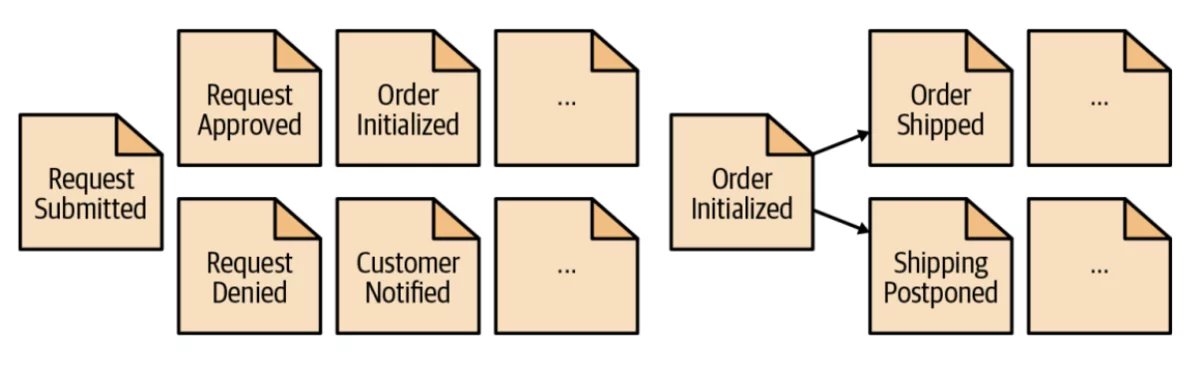 Request
Submitted
Request
Approved
Order
Initialized
...
Request
Denied
Customer
Notified
...
Order
Initialized
Order
Shipped
...
Shipping
Postponed
...